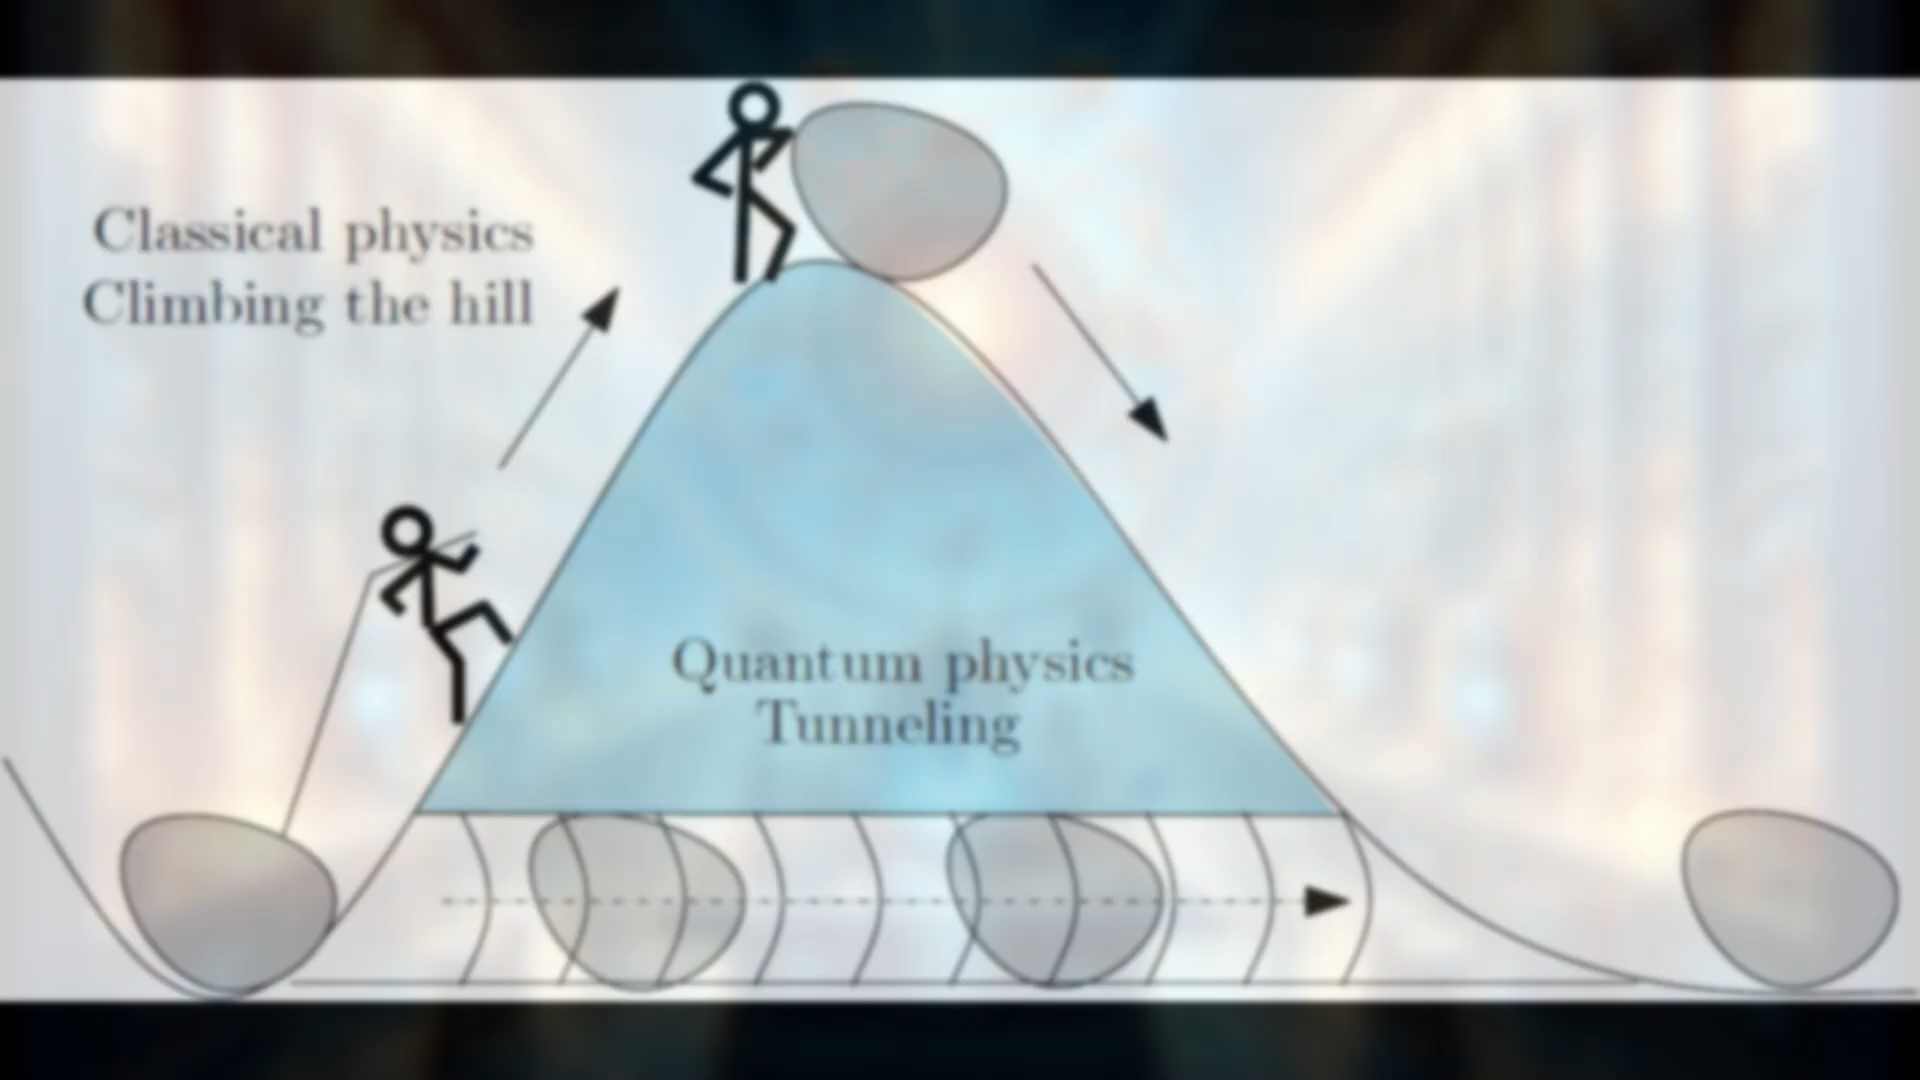 Classical physics
Climbing the hill
Quantum physics
Tunneling